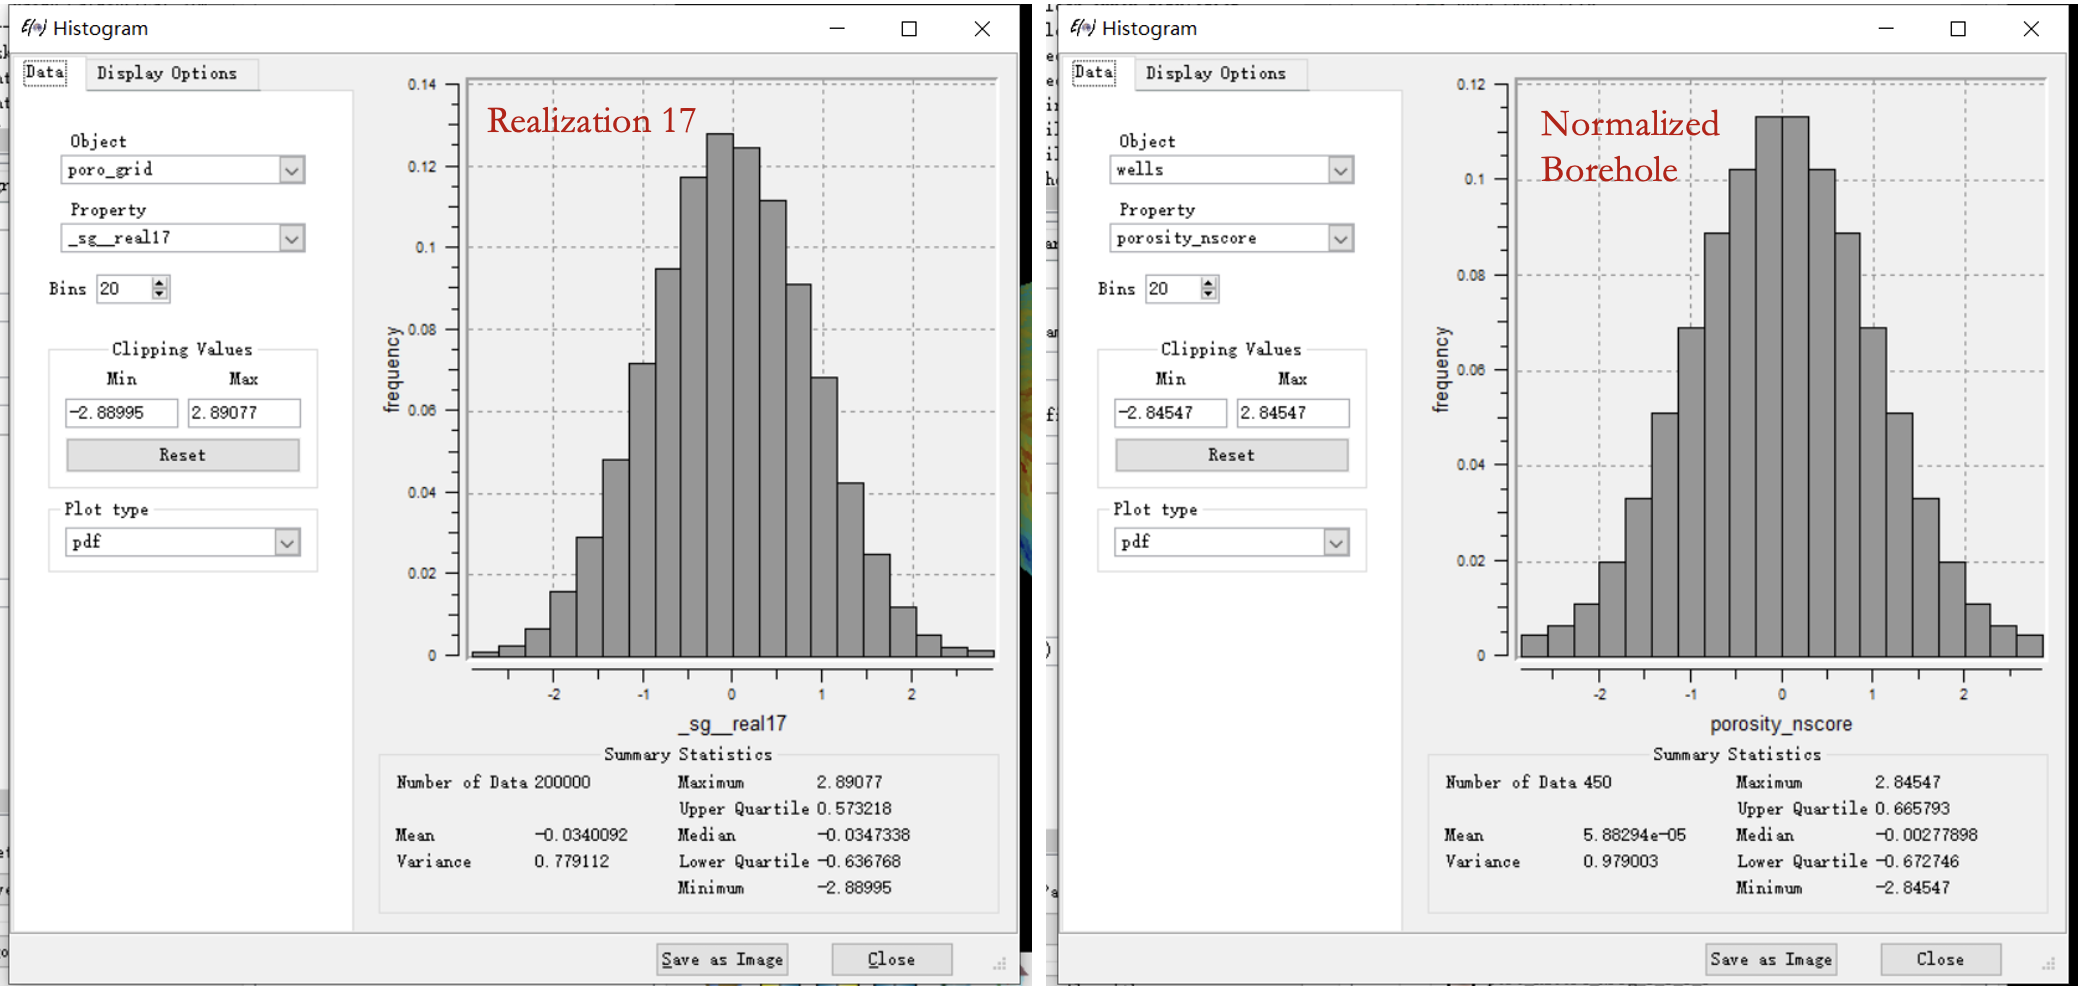 Histogram
Data
Display Options
Object
poro_grid
Property
_sg__real17
Bins 20
Clipping Values
Min Max
-2.88995 2.89077
Reset
Plot type
pdf
Realization 17
0.14
0.12
0.1
0.08
0.06
0.04
0.02
0
frequency
-2 -1 0 1 2
_sg__real17
Summary Statistics
Number of Data 200000 Maximum 2.89077
Upper Quartile 0.573218
Mean -0.0340092 Median -0.0347338
Variance 0.779112 Lower Quartile -0.636768
Minimum -2.88995
Save as Image Close
Histogram
Data
Display Options
Object
wells
Property
porosity_nscore
Bins 20
Clipping Values
Min Max
-2.84547 2.84547
Reset
Plot type
pdf
Normalized
Borehole
0.12
0.1
0.08
0.06
0.04
0.02
0
frequency
-2 -1 0 1 2
porosity_nscore
Summary Statistics
Number of Data 450 Maximum 2.84547
Upper Quartile 0.665793
Mean 5.88294e-05 Median -0.00277898
Variance 0.979003 Lower Quartile -0.672746
Minimum -2.84547
Save as Image Close